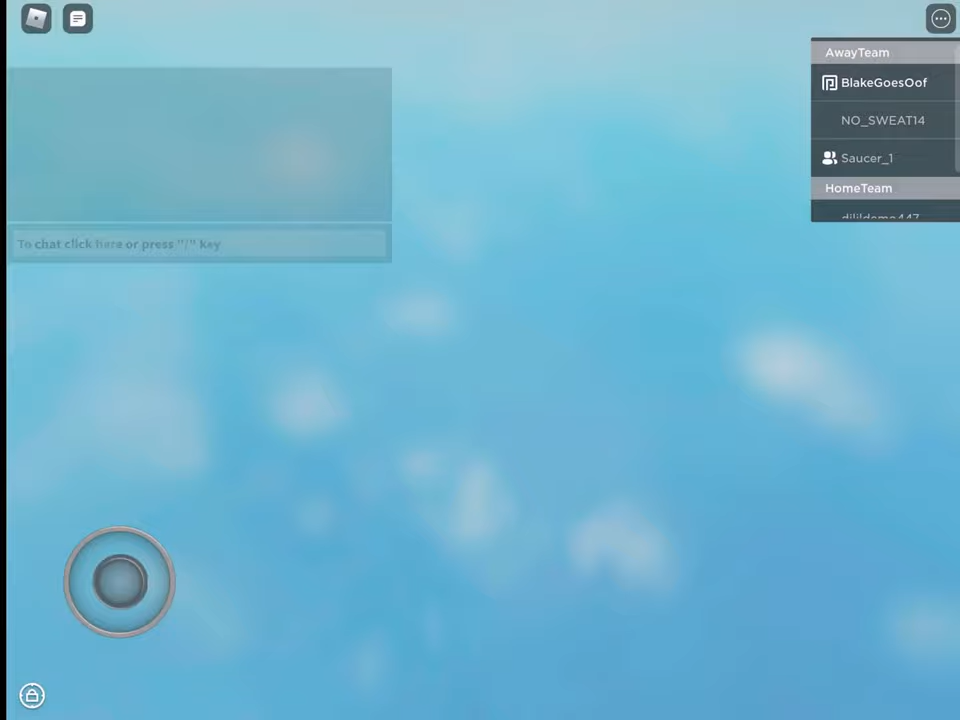 To chat click here or press "/" key
AwayTeam
BlakeGoesOof
NO_SWEAT14
Saucer_1
HomeTeam